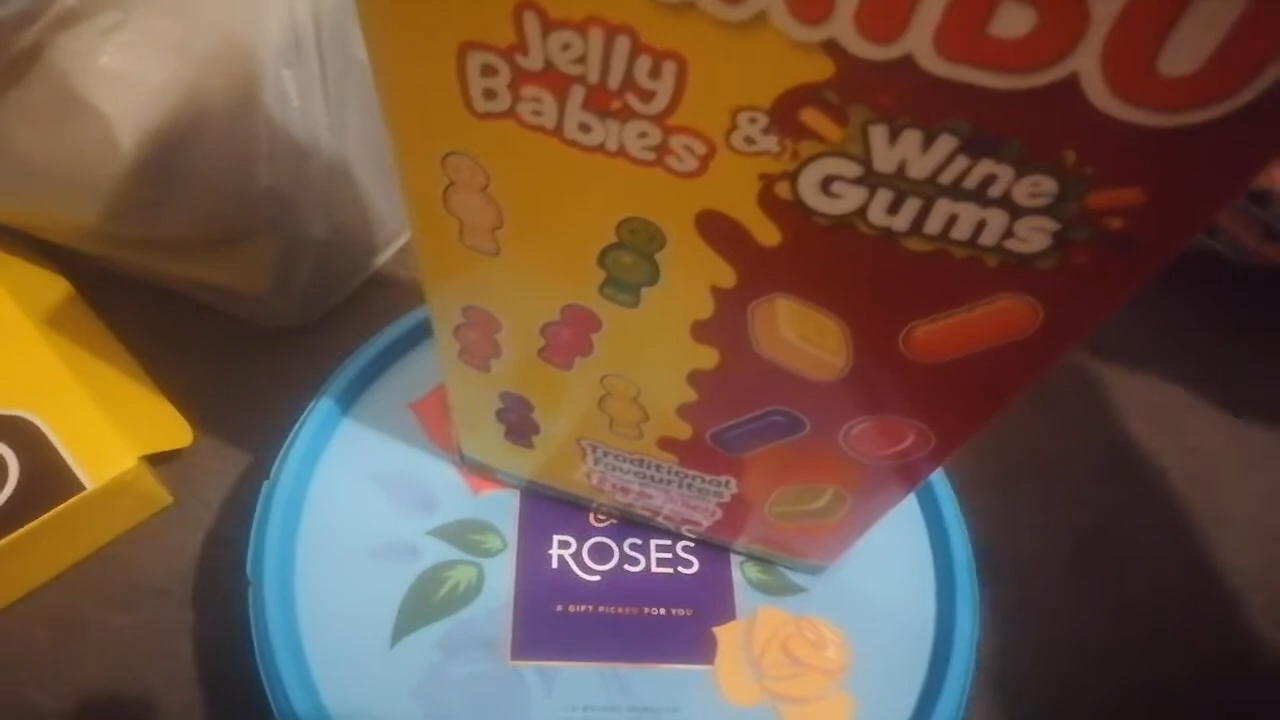 Jelly
Babies
&
Wine
Gums
Traditional
Favourites
ROSES
A GIFT PICKED FOR YOU